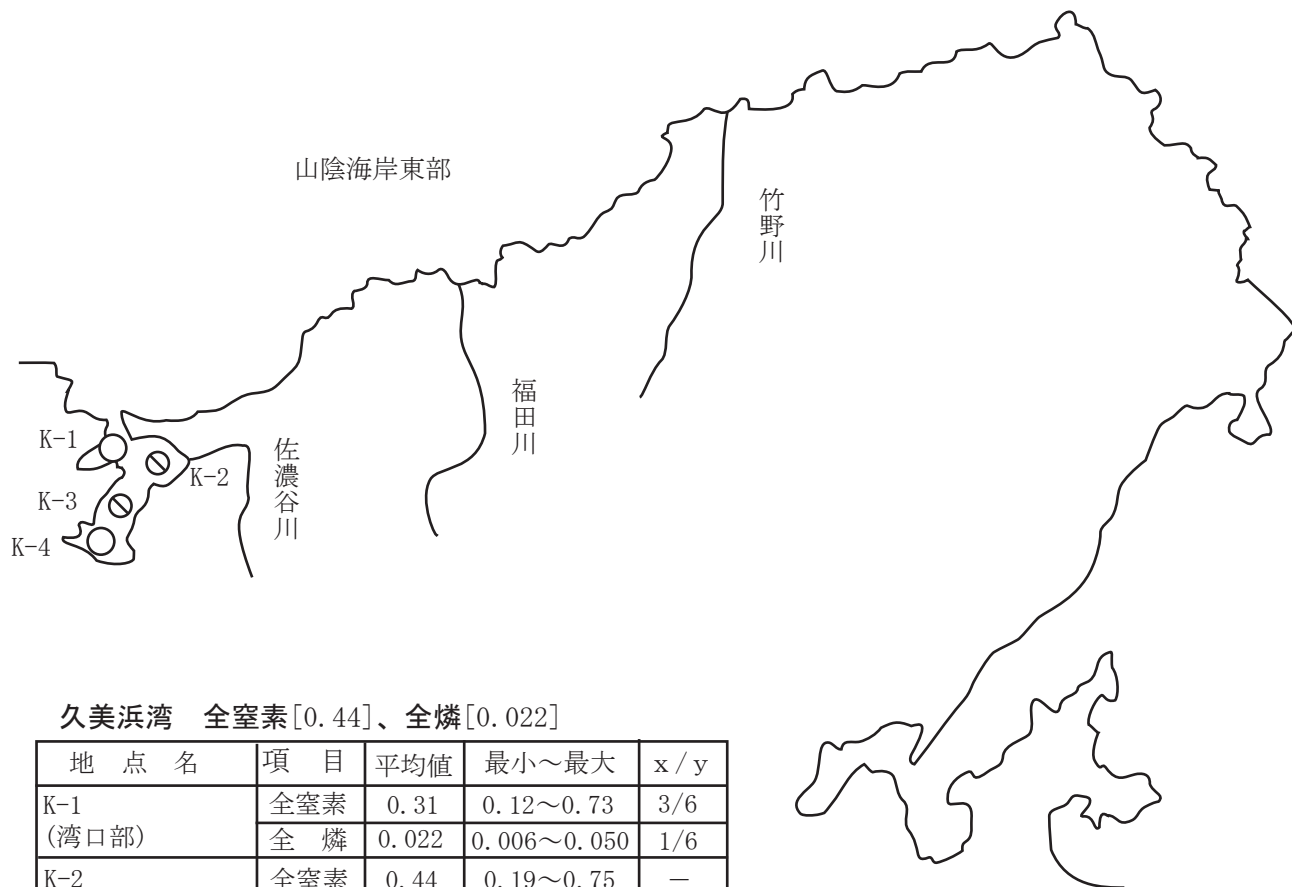 山陰海岸東部
竹野川
福田川
佐濃谷川
K-1
K-2
K-3
K-4
久美浜湾 全窒素[0.44]、全燐[0.022]
地 点 名 項 目 平均値 最小～最大 x/y
K-1 全窒素 0.31 0.12～0.73 3/6
(湾口部) 全 燐 0.022 0.006～0.050 1/6
K-2 全窒素 0.44 0.19～0.75 －